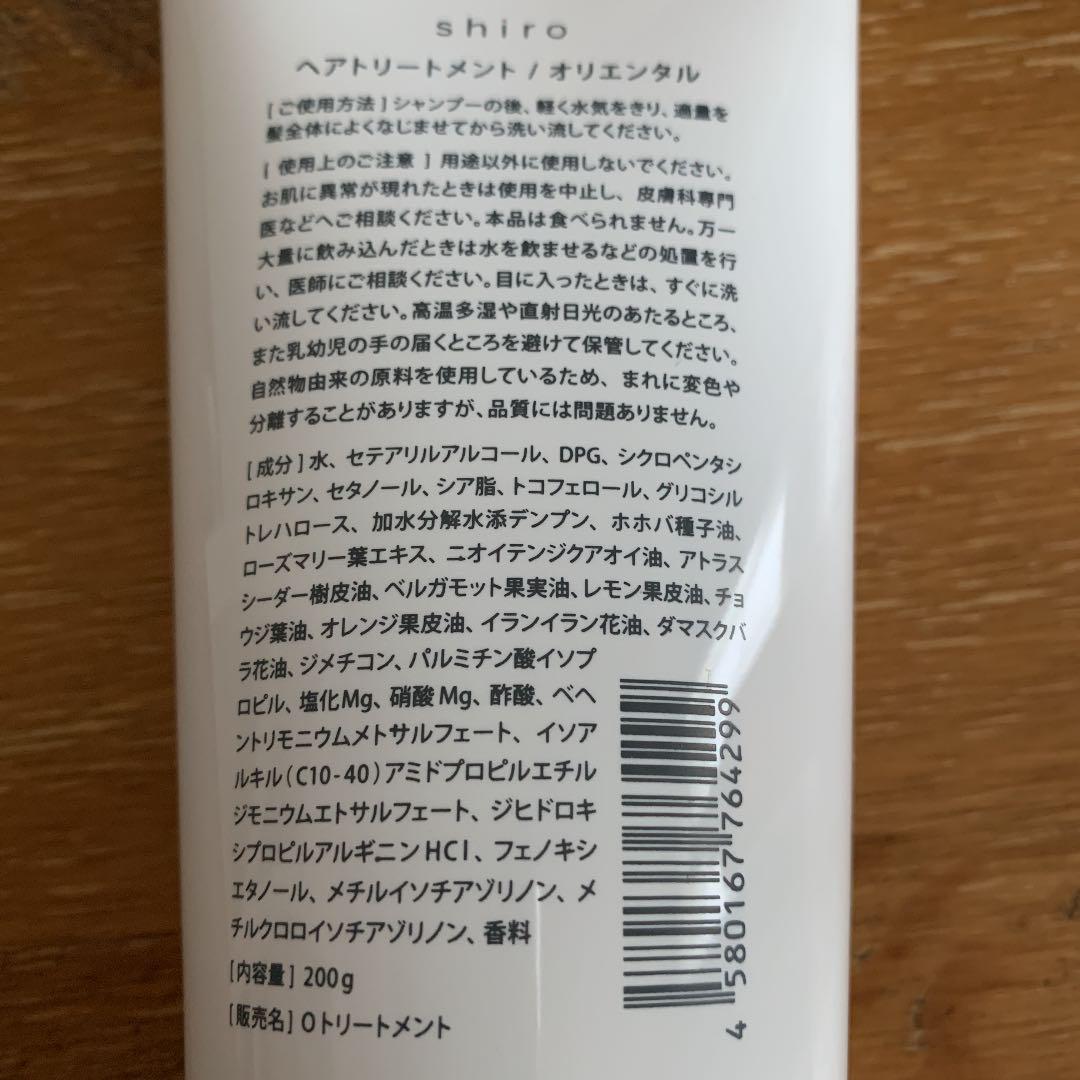 shiro
ヘアトリートメント / オリエンタル
[ご使用方法]シャンプーの後、軽く水気をきり、適量を
髪全体によくなじませてから洗い流してください。
[使用上のご注意]用途以外に使用しないでください。
お肌に異常が現れたときは使用を中止し、皮膚科専門
医などへご相談ください。本品は食べられません。万一
大量に飲み込んだときは水を飲ませるなどの処置を行
い、医師にご相談ください。目に入ったときは、すぐに洗
い流してください。高温多湿や直射日光のあたるところ、
また乳幼児の手の届くところを避けて保管してください。
自然物由来の原料を使用しているため、まれに変色や
分離することがありますが、品質には問題ありません。
[成分]水、セテアリルアルコール、DPG、シクロペンタシ
ロキサン、セタノール、シア脂、トコフェロール、グリコシル
トレハロース、加水分解水添デンプン、ホホバ種子油、
ローズマリー葉エキス、ニオイテンジクアオイ油、アトラス
シーダー樹皮油、ベルガモット果実油、レモン果皮油、チョ
ウジ葉油、オレンジ果皮油、イランイラン花油、ダマスクバ
ラ花油、ジメチコン、パルミチン酸イソプ
ロピル、塩化Mg、硝酸Mg、酢酸、ベヘ
ントリモニウムメトサルフェート、イソア
ルキル(C10-40)アミドプロピルエチル
ジモニウムエトサルフェート、ジヒドロキ
シプロピルアルギニンHCl、フェノキシ
エタノール、メチルイソチアゾリノン、メ
チルクロロイソチアゾリノン、香料
[内容量] 200g
[販売名]Oトリートメント
4 580167 764299